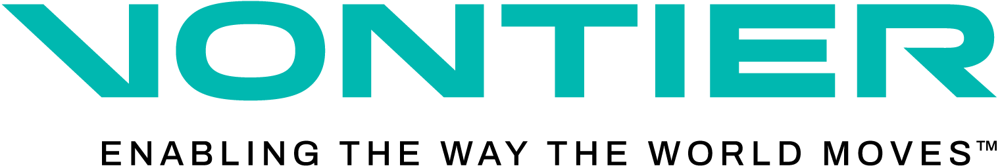 VONTIER
ENABLING THE WAY THE WORLD MOVES™